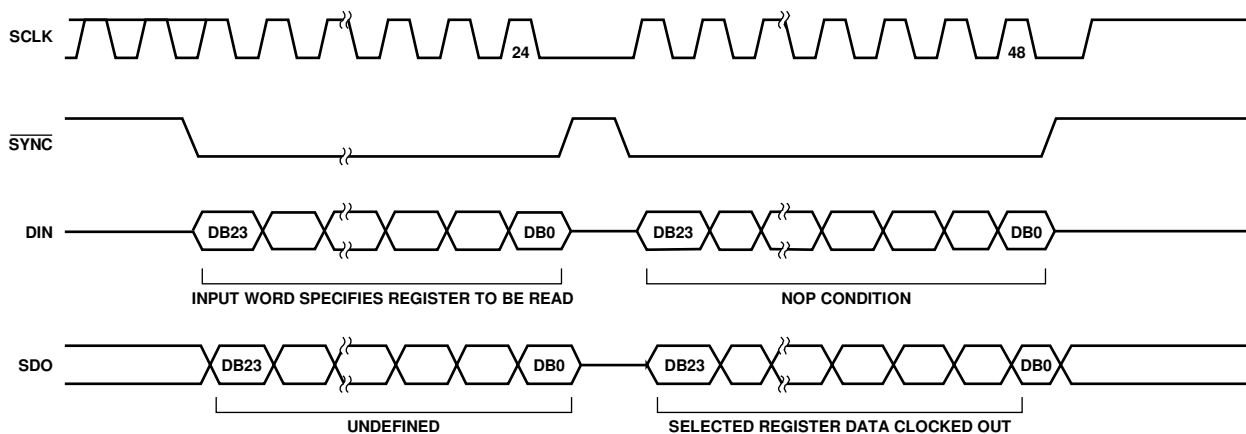 SCLK
24
48
SYNC
DIN
DB23
DB0
DB23
DB0
INPUT WORD SPECIFIES REGISTER TO BE READ
NOP CONDITION
SDO
DB23
DB0
DB23
DB0
UNDEFINED
SELECTED REGISTER DATA CLOCKED OUT